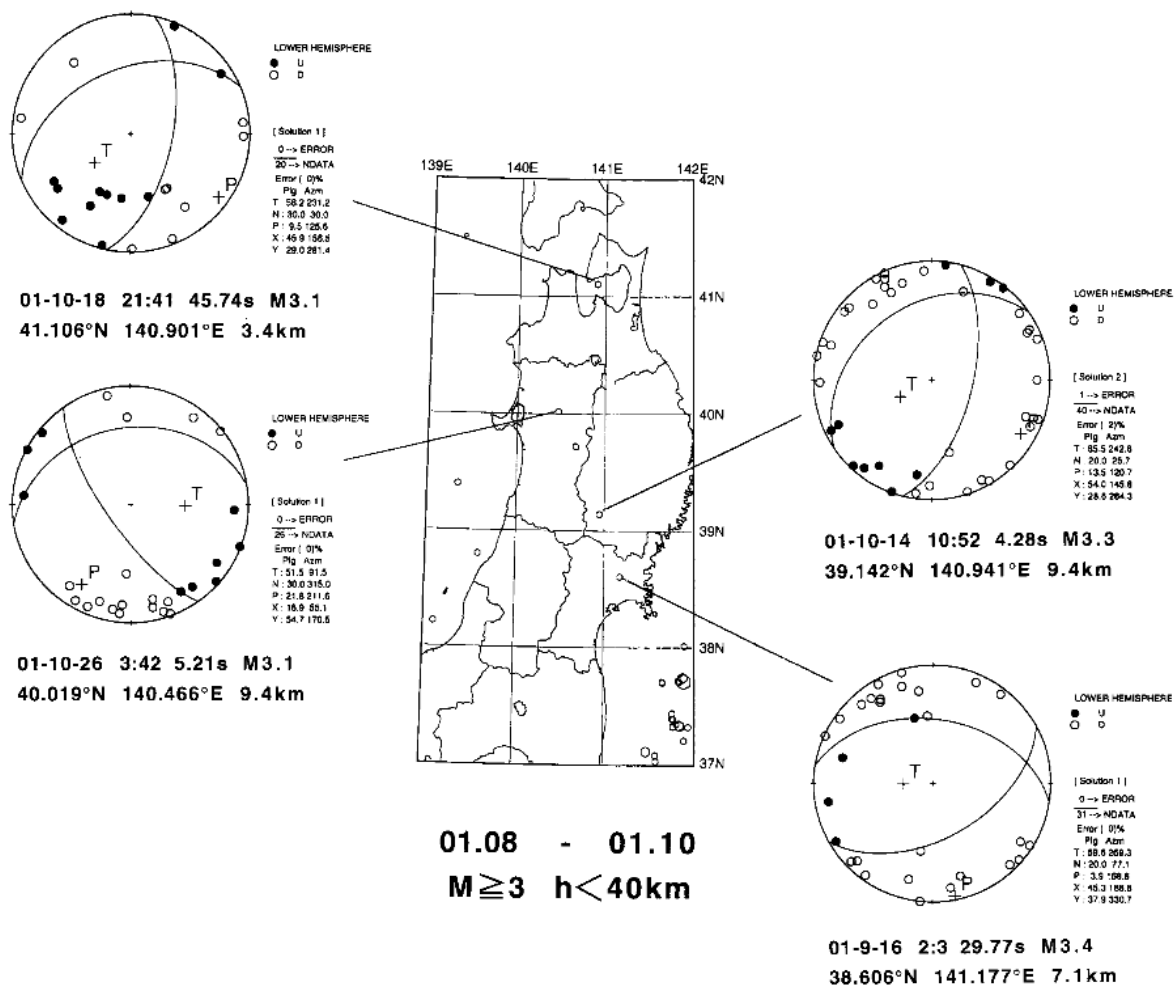 LOWER HEMISPHERE
U
D
T
P
[ Solution 1 ]
0 --> ERROR
20 --> NDATA
Error ( 0)%
Plg Azm
T : 58.2 231.2
N : 30.0 30.0
P : 9.5 125.6
Y : 29.0 281.4
01-10-18 21:41 45.74s M3.1
41.106°N 140.901°E 3.4km
LOWER HEMISPHERE
U
D
T
P
[ Solution 1 ]
0 --> ERROR
26 --> NDATA
Error ( 0)%
Plg Azm
T : 51.5 91.5
N : 30.0 315.0
P : 21.8 211.6
X : 16.9 55.1
Y : 54.7 170.5
01-10-26 3:42 5.21s M3.1
40.019°N 140.466°E 9.4km
139E 140E 141E 142E
42N
41N
40N
39N
38N
37N
01.08 - 01.10
M≧3 h<40km
LOWER HEMISPHERE
U
D
T
[ Solution 2 ]
1 --> ERROR
40 --> NDATA
Error ( 2)%
Plg Azm
T : 65.5 242.8
N : 20.0 25.7
P : 13.5 120.7
X : 54.0 145.8
Y : 28.6 264.3
01-10-14 10:52 4.28s M3.3
39.142°N 140.941°E 9.4km
LOWER HEMISPHERE
U
D
T
P
[ Solution 1 ]
0 --> ERROR
31 --> NDATA
Error ( 0)%
Plg Azm
T : 69.6 269.3
N : 20.0 77.1
P : 3.9 168.6
X : 45.3 188.8
Y : 37.9 330.7
01-9-16 2:3 29.77s M3.4
38.606°N 141.177°E 7.1km